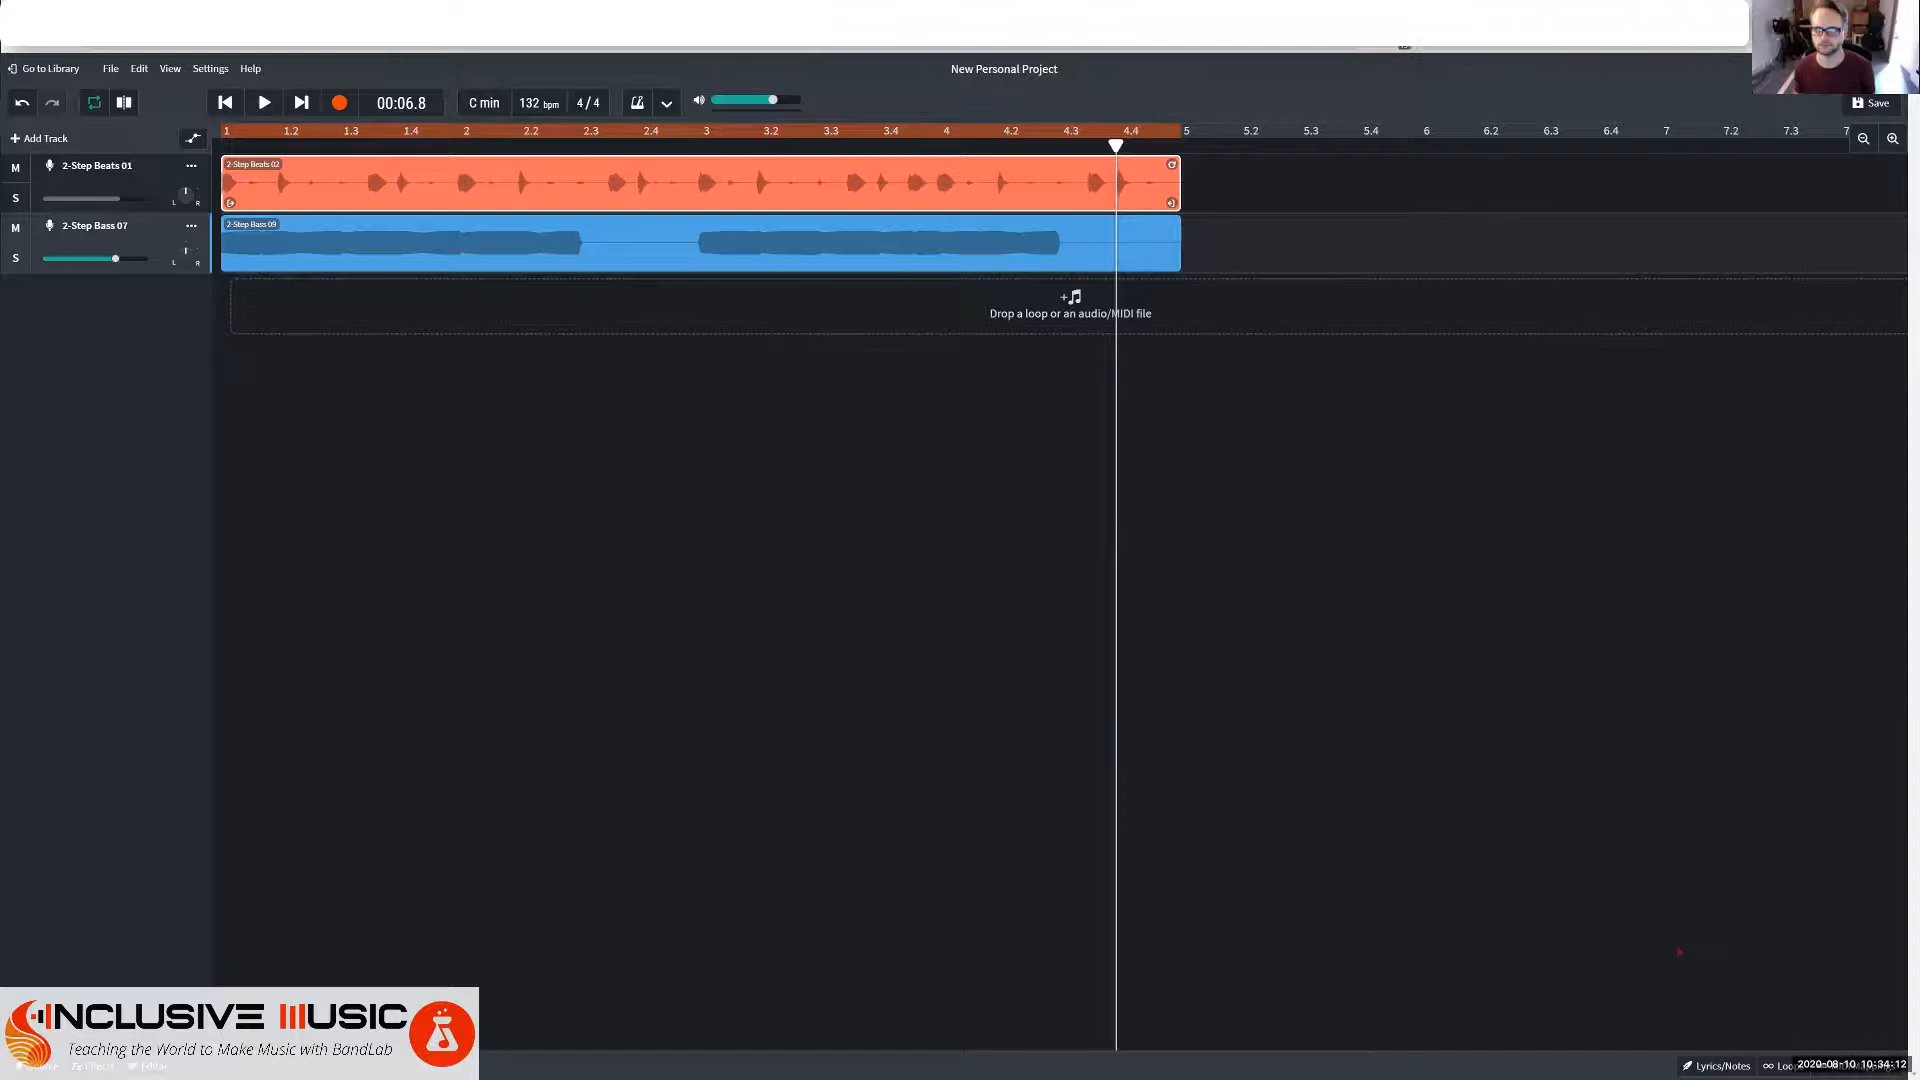 Go to Library File Edit View Settings Help New Personal Project
00:06.8 C min 132 bpm 4/4 Save
Add Track 1 1.2 1.3 1.4 2 2.2 2.3 2.4 3 3.2 3.3 3.4 4 4.2 4.3 4.4 5 5.2 5.3 5.4 6 6.2 6.3 6.4 7 7.2 7.3 7
M 2-Step Beats 01 2-Step Beats 02
S L R
M 2-Step Bass 07 2-Step Bass 09
S L R
Drop a loop or an audio/MIDI file
INCLUSIVE MUSIC
Teaching the World to Make Music with BandLab
Editor Lyrics/Notes 2020-08-10 10:34:12